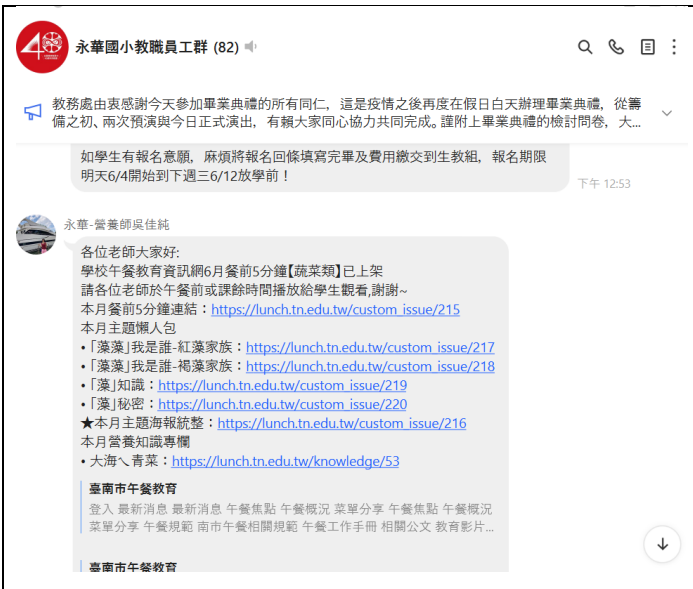 永華國小教職員工群 (82)
教務處由衷感謝今天參加畢業典禮的所有同仁，這是疫情之後再度在假日白天辦理畢業典禮，從籌
備之初、兩次預演與今日正式演出，有賴大家同心協力共同完成。謹附上畢業典禮的檢討問卷，大...
如學生有報名意願，麻煩將報名回條填寫完畢及費用繳交到生教組，報名期限
明天6/4開始到下週三6/12放學前！
下午 12:53
永華-營養師吳佳純
各位老師大家好:
學校午餐教育資訊網6月餐前5分鐘【蔬菜類】已上架
請各位老師於午餐前或課餘時間播放給學生觀看,謝謝~
本月餐前5分鐘連結：https://lunch.tn.edu.tw/custom_issue/215
本月主題懶人包
•「藻藻」我是誰-紅藻家族：https://lunch.tn.edu.tw/custom_issue/217
•「藻藻」我是誰-褐藻家族：https://lunch.tn.edu.tw/custom_issue/218
•「藻」知識：https://lunch.tn.edu.tw/custom_issue/219
•「藻」秘密：https://lunch.tn.edu.tw/custom_issue/220
★本月主題海報統整：https://lunch.tn.edu.tw/custom_issue/216
本月營養知識專欄
• 大海ㄟ青菜：https://lunch.tn.edu.tw/knowledge/53
臺南市午餐教育
登入 最新消息 最新消息 午餐焦點 午餐概況 菜單分享 午餐焦點 午餐概況
菜單分享 午餐規範 南市午餐相關規範 午餐工作手冊 相關公文 教育影片...
臺南市午餐教育